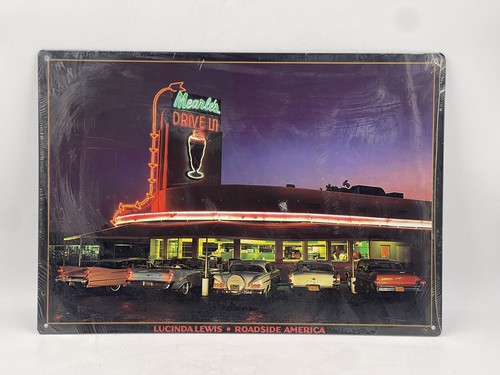 Mearle's
DRIVE IN
LUCINDA LEWIS • ROADSIDE AMERICA